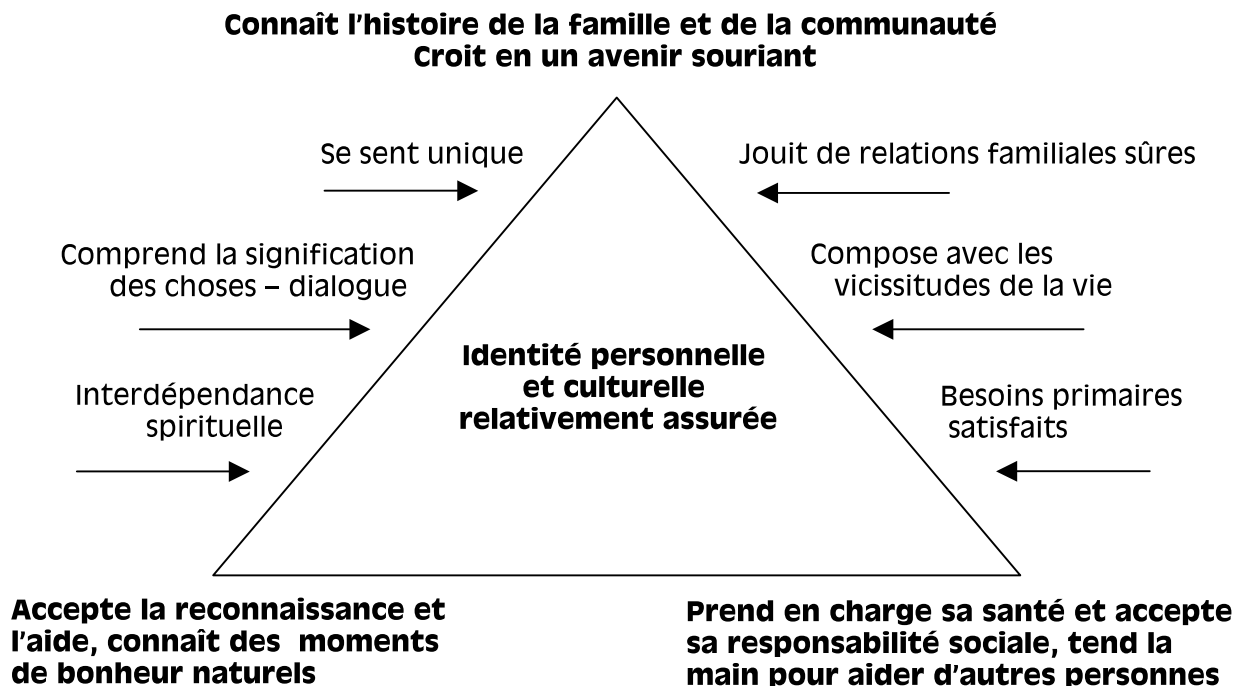 Connaît l'histoire de la famille et de la communauté
Croit en un avenir souriant
Se sent unique
Jouit de relations familiales sûres
Comprend la signification
des choses – dialogue
Compose avec les
vicissitudes de la vie
Identité personnelle
et culturelle
relativement assurée
Interdépendance
spirituelle
Besoins primaires
satisfaits
Accepte la reconnaissance et
l'aide, connaît des  moments
de bonheur naturels
Prend en charge sa santé et accepte
sa responsabilité sociale, tend la
main pour aider d'autres personnes